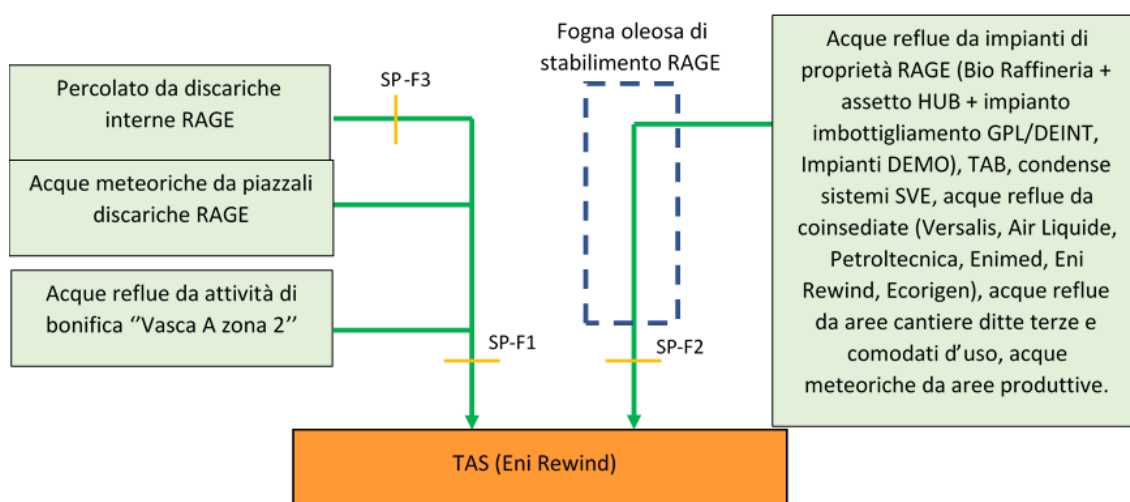 Percolato da discariche
interne RAGE
Acque meteoriche da piazzali
discariche RAGE
Acque reflue da attività di
bonifica ‘’Vasca A zona 2’’
SP-F3
SP-F1
Fogna oleosa di
stabilimento RAGE
SP-F2
Acque reflue da impianti di
proprietà RAGE (Bio Raffineria +
assetto HUB + impianto
imbottigliamento GPL/DEINT,
Impianti DEMO), TAB, condense
sistemi SVE, acque reflue da
coinsediate (Versalis, Air Liquide,
Petroltecnica, Enimed, Eni
Rewind, Ecorigen), acque reflue
da aree cantiere ditte terze e
comodati d’uso, acque
meteoriche da aree produttive.
TAS (Eni Rewind)